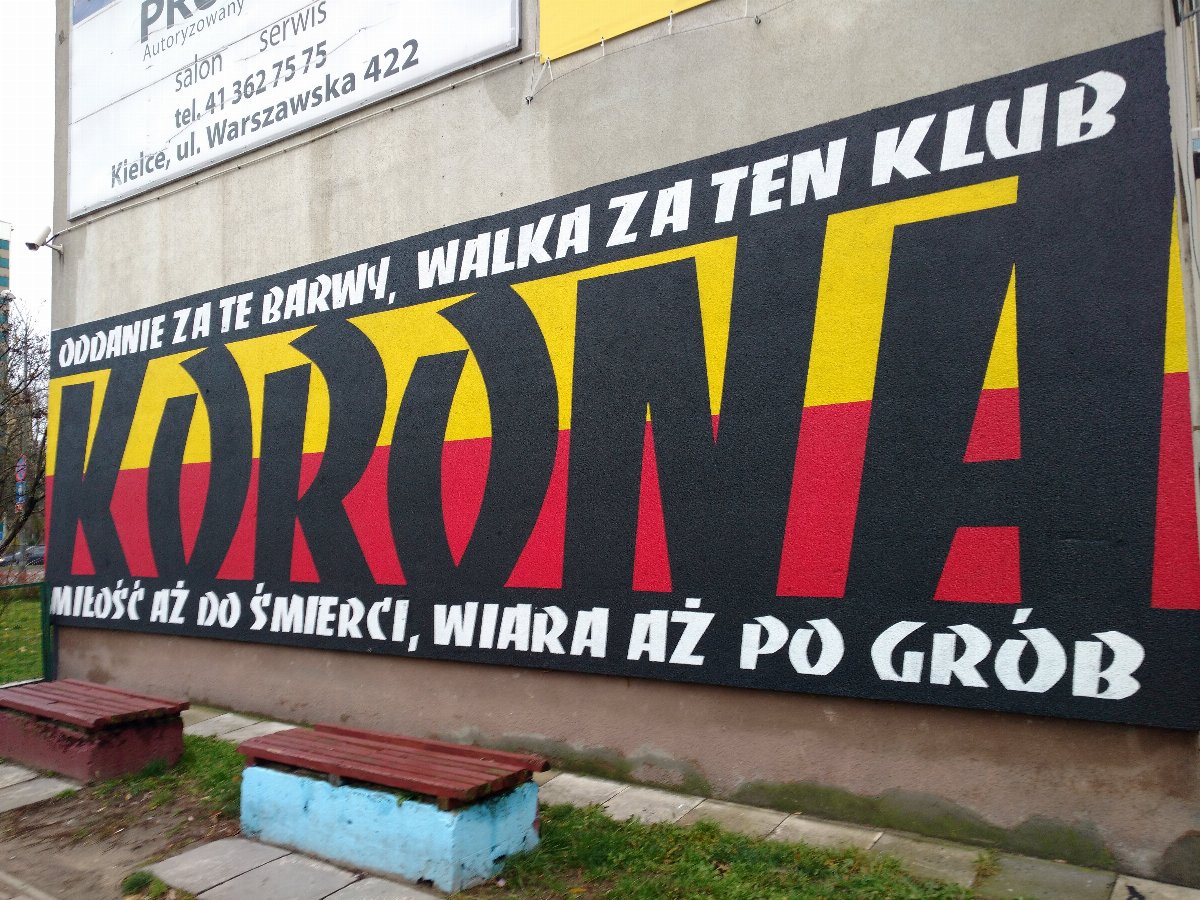 Autoryzowany
salon serwis
tel. 41 362 75 75
Kielce, ul. Warszawska 422
ODDANIE ZA TE BARWY, WALKA ZA TEN KLUB
KORONA
MIŁOŚĆ AŻ DO ŚMIERCI, WIARA AŻ PO GRÓB